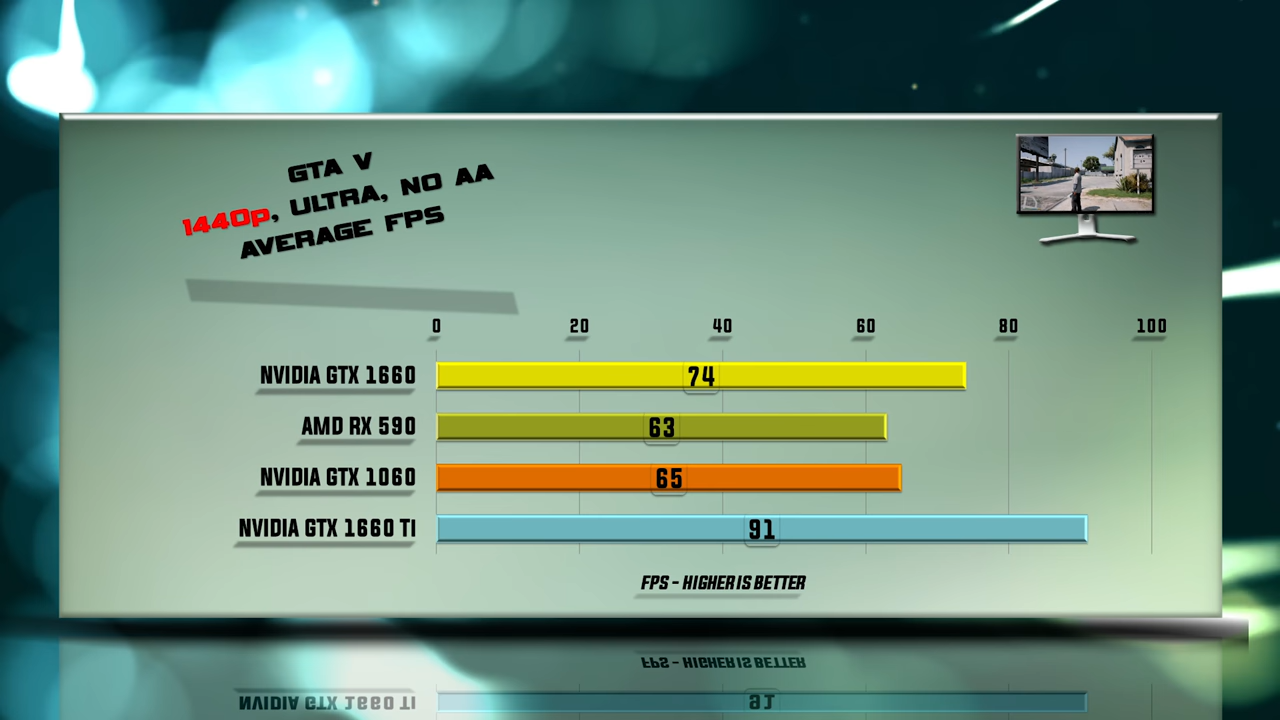 GTA V
1440p, ULTRA, NO AA
AVERAGE FPS
0 20 40 60 80 100
NVIDIA GTX 1660 74
AMD RX 590 63
NVIDIA GTX 1060 65
NVIDIA GTX 1660 TI 91
FPS - HIGHER IS BETTER